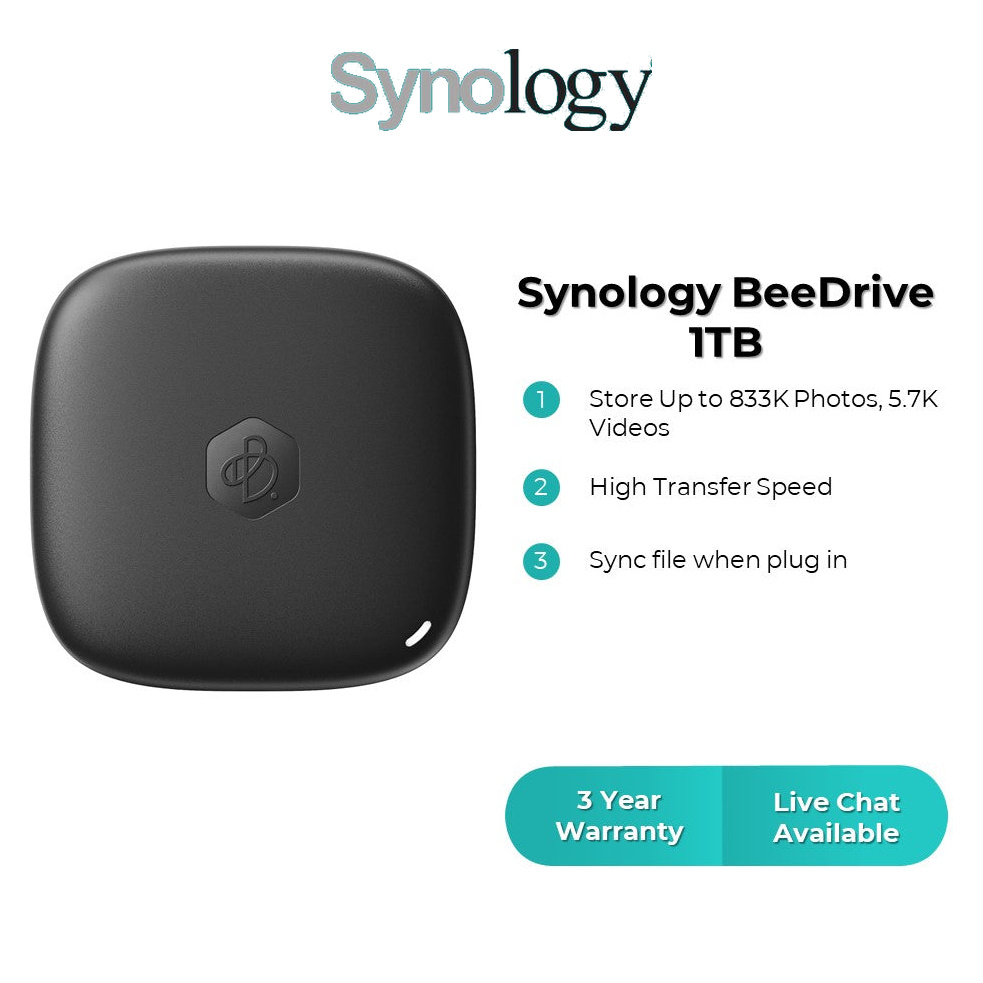 Synology
Synology BeeDrive
1TB
1 Store Up to 833K Photos, 5.7K
Videos
2 High Transfer Speed
3 Sync file when plug in
3 Year
Warranty
Live Chat
Available